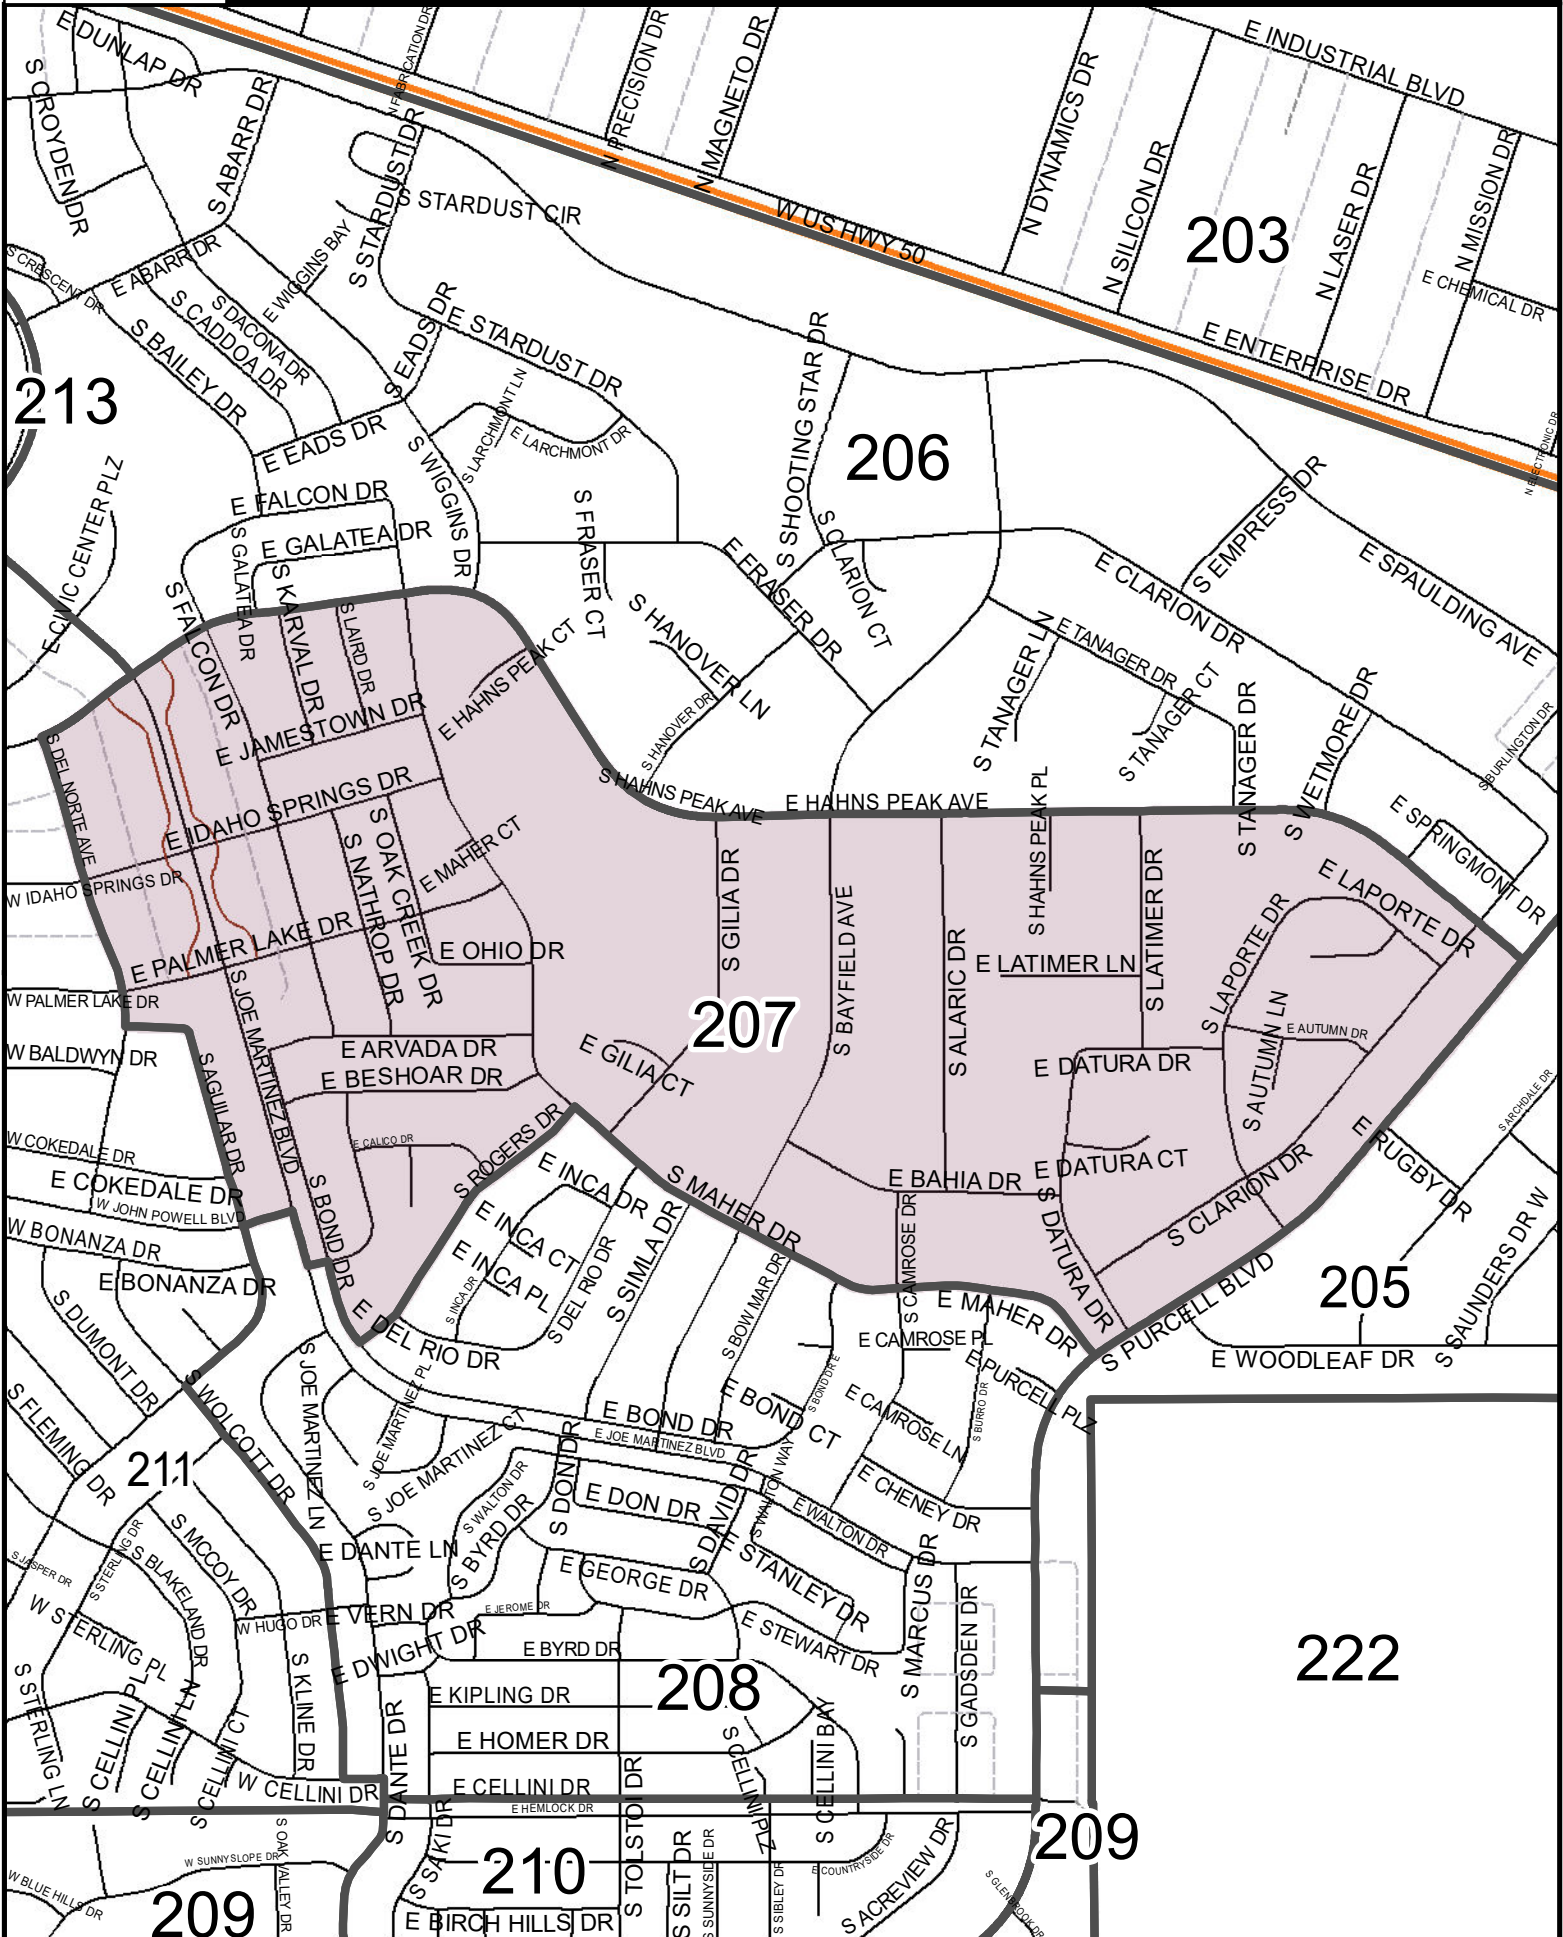 E DUNLAP DR
N FABRICATION DR
N PRECISION DR
N MAGNETO DR
E INDUSTRIAL BLVD
S CROYDEN DR
S ABARR DR
S STARDUST DR
S STARDUST CIR
W US HWY 50
N DYNAMICS DR
N SILICON DR
203
N LASER DR
N MISSION DR
E CHEMICAL DR
S CRESCENT DR
E ABARR DR
E WIGGINS BAY
S DACONA DR
S CADDOA DR
S BAILEY DR
S EADS DR
E STARDUST DR
E ENTERPRISE DR
N ELECTRONIC DR
213
S LARCHMONT LN
E LARCHMONT DR
S SHOOTING STAR DR
206
E EADS DR
S WIGGINS DR
E FALCON DR
E GALATEA DR
S GALATEA DR
E CIVIC CENTER PLZ
S FRASER CT
E FRASER DR
S CLARION CT
S EMPRESS DR
E SPAULDING AVE
E CLARION DR
S FALCON DR
S KARVAL DR
S LAIRD DR
E HAHNS PEAK CT
S HANOVER LN
S HANOVER DR
S TANAGER LN
E TANAGER DR
S TANAGER CT
S TANAGER DR
S WETMORE DR
S BURLINGTON DR
E JAMESTOWN DR
S DEL NORTE AVE
E IDAHO SPRINGS DR
S HAHNS PEAK AVE
E HAHNS PEAK AVE
E SPRINGMONT DR
W IDAHO SPRINGS DR
S NATHROP DR
S OAK CREEK DR
E MAHER CT
S GILIA DR
S BAYFIELD AVE
S HAHNS PEAK PL
S LATIMER DR
E LAPORTE DR
S LAPORTE DR
E PALMER LAKE DR
E OHIO DR
S ALARIC DR
E LATIMER LN
W PALMER LAKE DR
S JOE MARTINEZ BLVD
207
S AUTUMN LN
E AUTUMN DR
W BALDWYN DR
S AGUILAR DR
E ARVADA DR
E BESHOAR DR
E GILIA CT
E DATURA DR
S ARCHDALE DR
W COKEDALE DR
E CALICO DR
S ROGERS DR
E RUGBY DR
E COKEDALE DR
W JOHN POWELL BLVD
S BOND DR
E INCA DR
S MAHER DR
E BAHIA DR
E DATURA CT
S DATURA DR
S CLARION DR
W BONANZA DR
E BONANZA DR
E INCA CT
E INCA PL
S INCA DR
S DEL RIO DR
S SIMLA DR
S BOW MAR DR
S CAMROSE DR
S PURCELL BLVD
205
S SAUNDERS DR W
S DUMONT DR
E DEL RIO DR
E MAHER DR
E CAMROSE PL
E WOODLEAF DR
S FLEMING DR
S WOLCOTT DR
S JOE MARTINEZ LN
S JOE MARTINEZ PL
S JOE MARTINEZ CT
E BOND DR
E JOE MARTINEZ BLVD
E BOND CT
S BOND DR E
E CAMROSE LN
S BURRO DR
E PURCELL PLZ
211
S WALTON DR
S DON DR
E DON DR
S DAVID DR
S WALTON WAY
E WALTON DR
E CHENEY DR
S JASPER DR
S STERLING DR
S MCCOY DR
S BLAKELAND DR
E DANTE LN
S BYRD DR
E GEORGE DR
E STANLEY DR
S MARCUS DR
S GADSDEN DR
W STERLING PL
W HUGO DR
E VERN DR
E JEROME DR
E DWIGHT DR
E BYRD DR
E STEWART DR
222
S STERLING LN
S CELLINI PL
S CELLINI LN
S CELLINI CT
S KLINE DR
S DANTE DR
E KIPLING DR
208
E HOMER DR
S CELLINI PLZ
S CELLINI BAY
W CELLINI DR
E CELLINI DR
E HEMLOCK DR
S TOLSTOI DR
209
S OAK VALLEY DR
W SUNNYSLOPE DR
S SAKI DR
210
S SILT DR
S SUNNYSIDE DR
S SIBLEY DR
E COUNTRYSIDE DR
S ACREVIEW DR
S GLENBROOK DR
W BLUE HILLS DR
209
E BIRCH HILLS DR